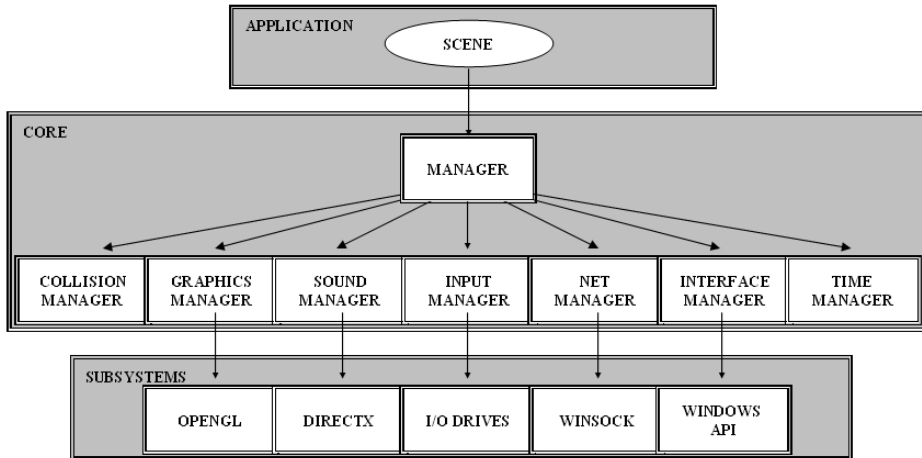 APPLICATION
SCENE
CORE
MANAGER
COLLISION
MANAGER
GRAPHICS
MANAGER
SOUND
MANAGER
INPUT
MANAGER
NET
MANAGER
INTERFACE
MANAGER
TIME
MANAGER
SUBSYSTEMS
OPENGL
DIRECTX
I/O DRIVES
WINSOCK
WINDOWS
API